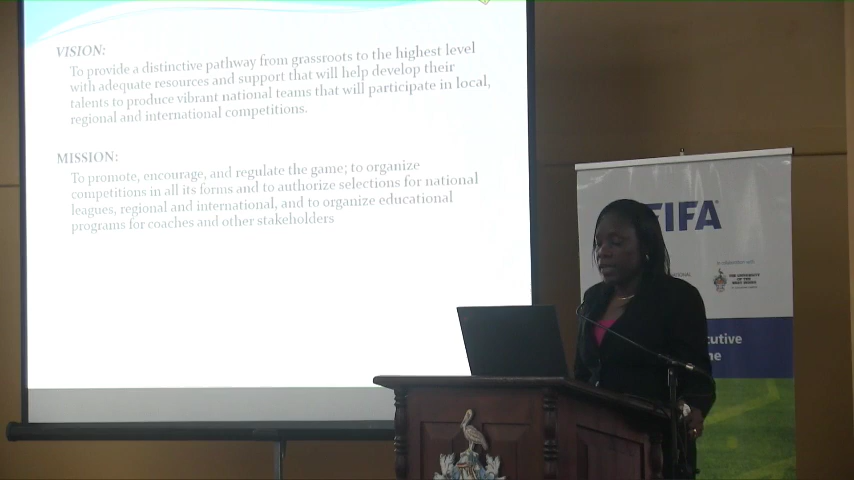 VISION:
To provide a distinctive pathway from grassroots to the highest level
with adequate resources and support that will help develop their
talents to produce vibrant national teams that will participate in local,
regional and international competitions.
MISSION:
To promote, encourage, and regulate the game; to organize
competitions in all its forms and to authorize selections for national
leagues, regional and international, and to organize educational
programs for coaches and other stakeholders
FIFA
in collaboration with
THE UNIVERSITY
OF THE
WEST INDIES